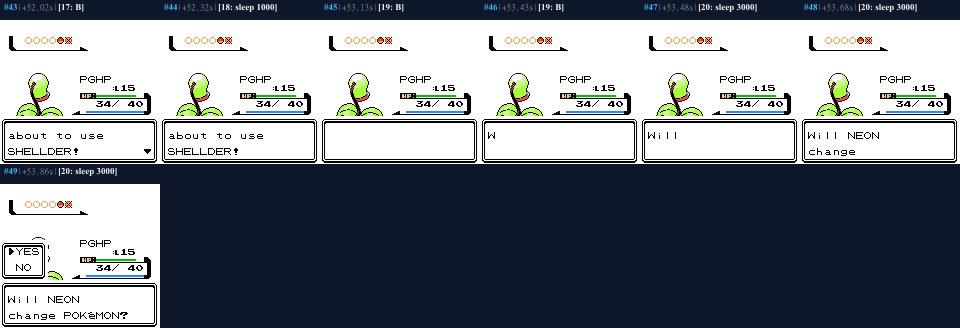 #43|+52.02s| [17: B]
PGHP
:L15
HP:
34/ 40
about to use
SHELLDER!
#44|+52.32s| [18: sleep 1000]
PGHP
:L15
HP:
34/ 40
about to use
SHELLDER!
#45|+53.13s| [19: B]
PGHP
:L15
HP:
34/ 40
#46|+53.43s| [19: B]
PGHP
:L15
HP:
34/ 40
W
#47|+53.48s| [20: sleep 3000]
PGHP
:L15
HP:
34/ 40
Will
#48|+53.68s| [20: sleep 3000]
PGHP
:L15
HP:
34/ 40
Will NEON
change
#49|+53.86s| [20: sleep 3000]
PGHP
:L15
HP:
34/ 40
▶YES
NO
Will NEON
change POKéMON?